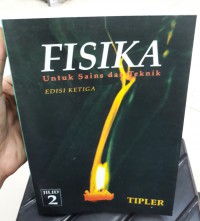 FISIKA
Untuk Sains dan Teknik
EDISI KETIGA
JILID
2
TIPLER